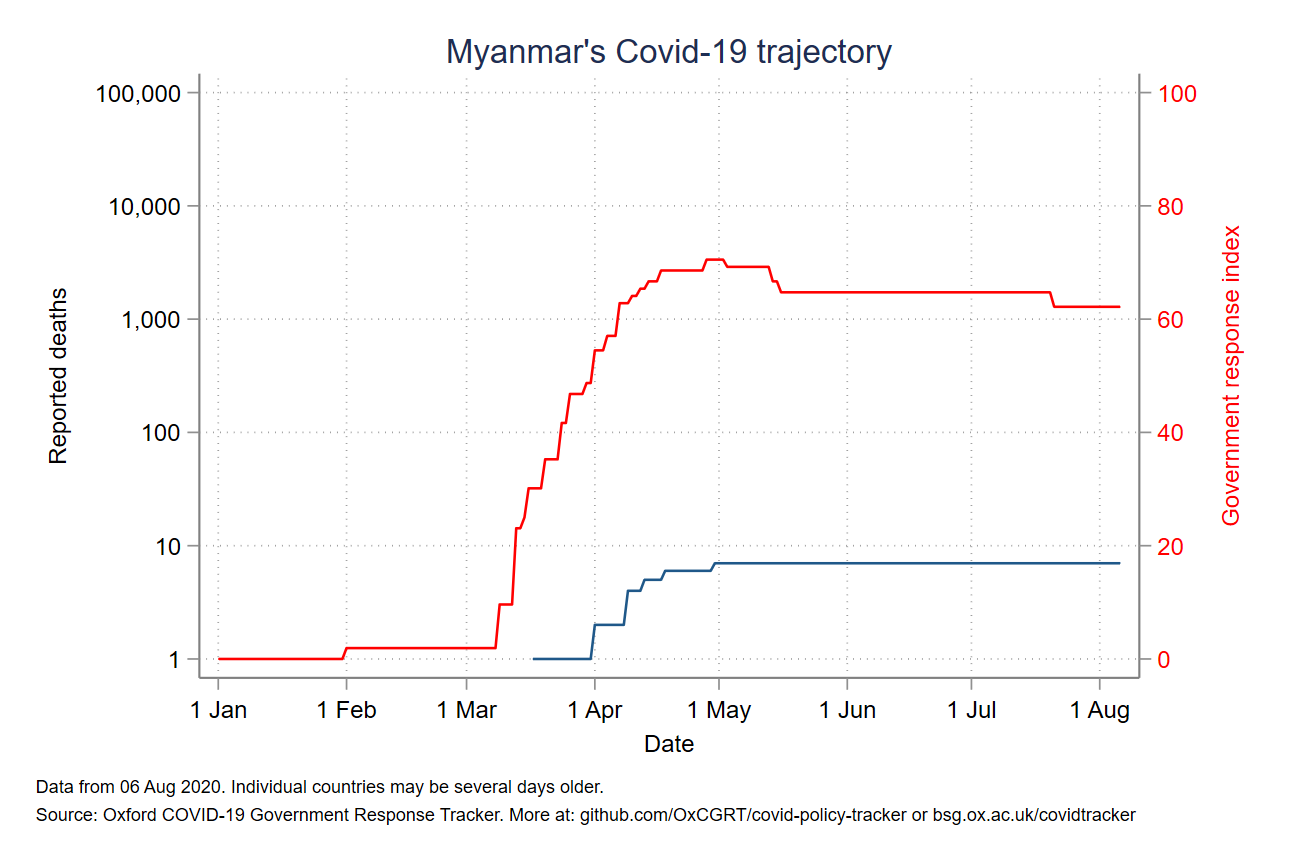 Myanmar's Covid-19 trajectory
100,000
10,000
1,000
100
10
1
Reported deaths
100
80
60
40
20
0
Government response index
1 Jan
1 Feb
1 Mar
1 Apr
1 May
1 Jun
1 Jul
1 Aug
Date
Data from 06 Aug 2020. Individual countries may be several days older.
Source: Oxford COVID-19 Government Response Tracker. More at: github.com/OxCGRT/covid-policy-tracker or bsg.ox.ac.uk/covidtracker